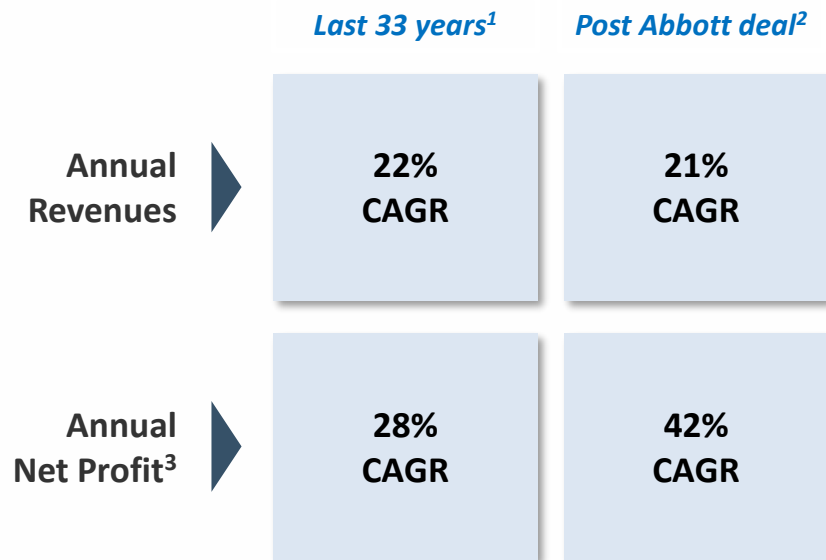 Last 33 years¹
Post Abbott deal²
Annual
Revenues
22%
CAGR
21%
CAGR
Annual
Net Profit³
28%
CAGR
42%
CAGR